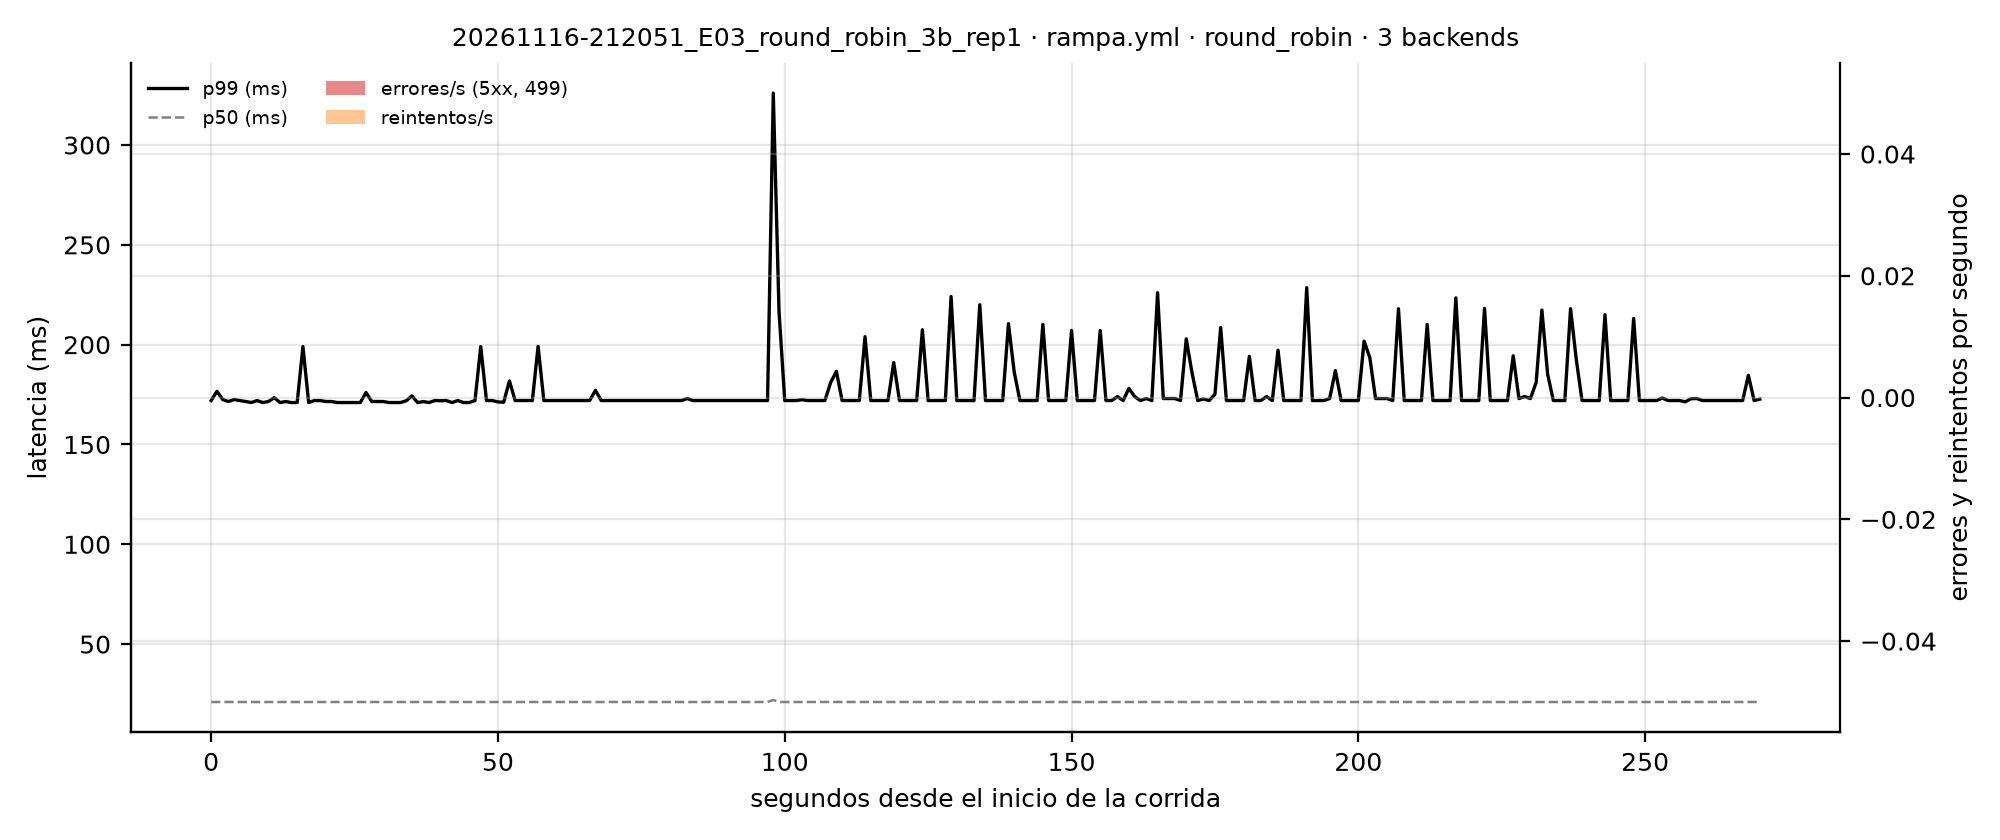 20261116-212051_E03_round_robin_3b_rep1 · rampa.yml · round_robin · 3 backends
p99 (ms)
p50 (ms)
errores/s (5xx, 499)
reintentos/s
latencia (ms)
300
250
200
150
100
50
0.04
0.02
0.00
−0.02
−0.04
errores y reintentos por segundo
0 50 100 150 200 250
segundos desde el inicio de la corrida